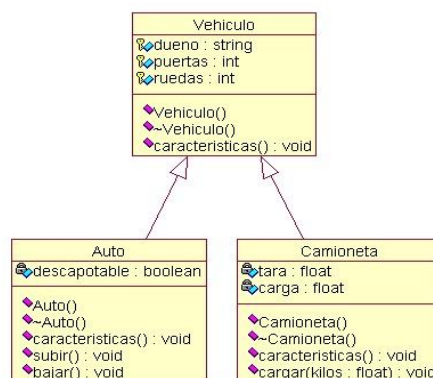 Vehiculo
dueno : string
puertas : int
ruedas : int
Vehiculo()
~Vehiculo()
caracteristicas() : void
Auto
descapotable : boolean
Auto()
~Auto()
caracteristicas() : void
subir() : void
bajar() : void
Camioneta
tara : float
carga : float
Camioneta()
~Camioneta()
caracteristicas() : void
cargar(kilos : float) : void